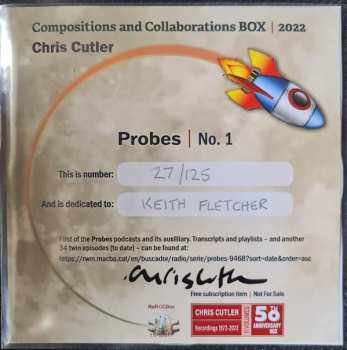 Compositions and Collaborations BOX | 2022
Chris Cutler
Probes | No. 1
This is number: 27/125
And is dedicated to: KEITH FLETCHER
First of the Probes podcasts and its auxilliary. Transcripts and playlists – and another
34 twin episodes (to date) – can be found at:
https://rwm.macba.cat/en/buscador/radio/serie/probes-9468?sort=date&order=asc
Free subscription item | Not For Sale
ReR
CHRIS CUTLER
Recordings 1972-2022
50th
ANNIVERSARY
BOX